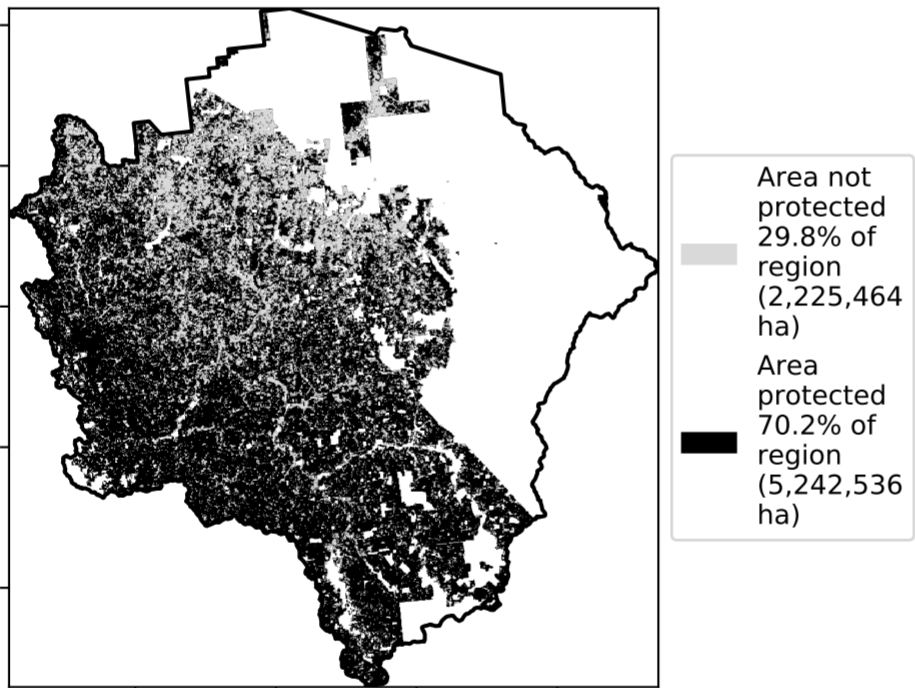 Area not
protected
29.8% of
region
(2,225,464
ha)
Area
protected
70.2% of
region
(5,242,536
ha)